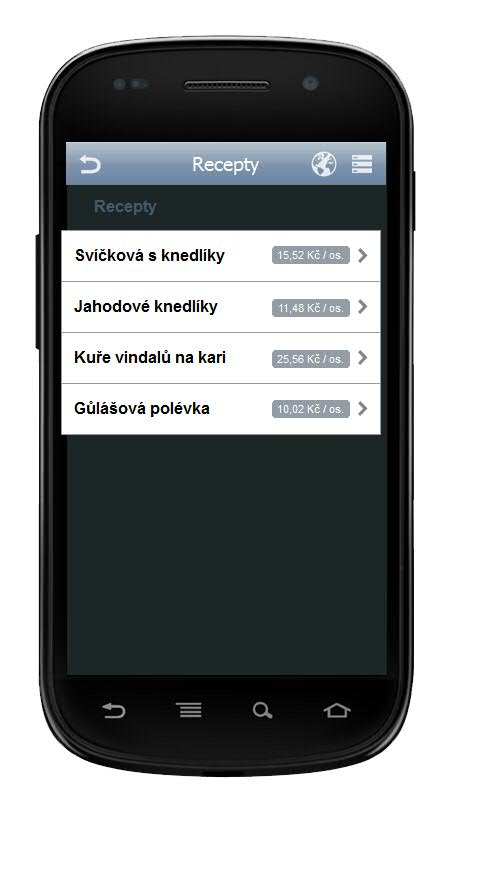 Recepty
Recepty
Svíčková s knedlíky 15,52 Kč / os.
Jahodové knedlíky 11,48 Kč / os.
Kuře vindalů na kari 25,56 Kč / os.
Gůlášová polévka 10,02 Kč / os.